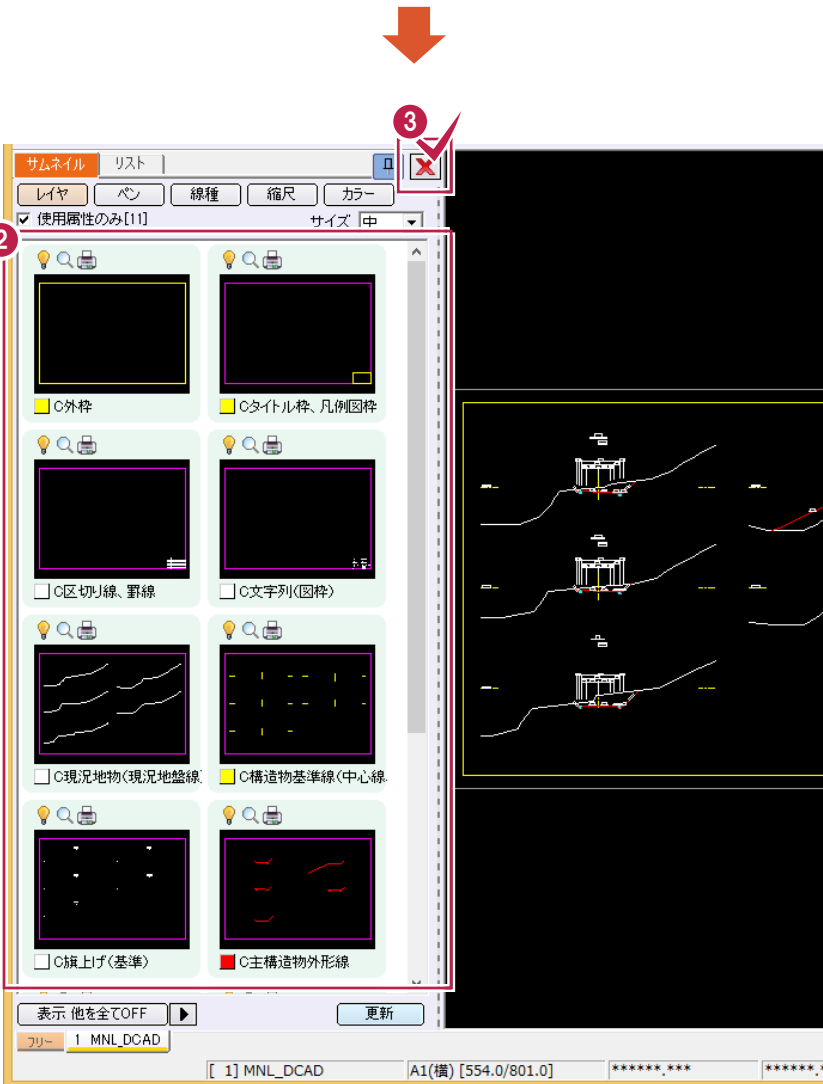 3
サムネイル リスト
レイヤ ペン 線種 縮尺 カラー
使用属性のみ[11] サイズ 中
2
C外枠 Cタイトル枠、凡例図枠
C区切り線、罫線 C文字列(図枠)
C現況地物(現況地盤線 C構造物基準線(中心線
C旗上げ(基準) C主構造物外形線
表示 他を全てOFF 更新
フリー 1 MNL_DCAD
[ 1] MNL_DCAD A1(横) [554.0/801.0] ******.*** ******.*